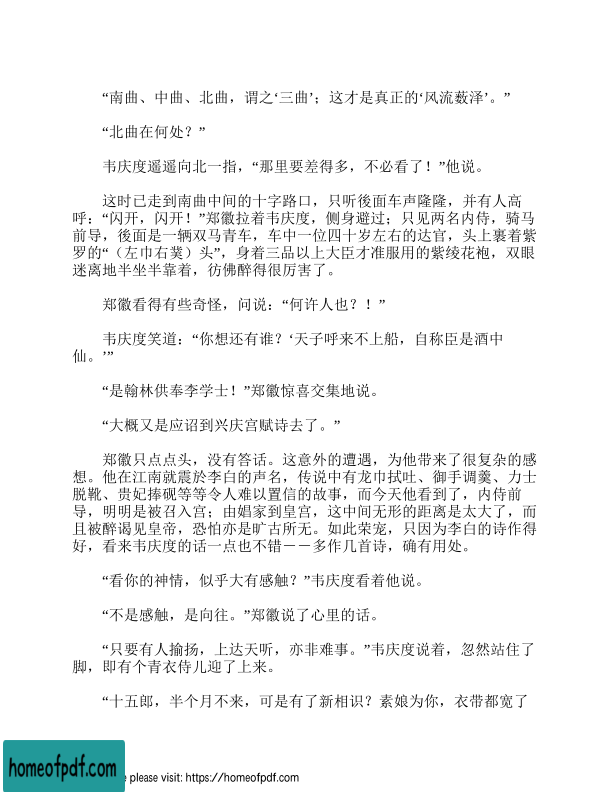 “南曲、中曲、北曲，谓之‘三曲’；这才是真正的‘风流薮泽’。”
“北曲在何处？”
韦庆度遥遥向北一指，“那里要差得多，不必看了！”他说。
这时已走到南曲中间的十字路口，只听後面车声隆隆，并有人高
呼：“闪开，闪开！”郑徽拉着韦庆度，侧身避过；只见两名内侍，骑马
前导，後面是一辆双马青车，车中一位四十岁左右的达官，头上裹着紫
罗的“（左巾右菐）头”，身着三品以上大臣才准服用的紫绫花袍，双眼
迷离地半坐半靠着，彷佛醉得很厉害了。
郑徽看得有些奇怪，问说：“何许人也？！”
韦庆度笑道：“你想还有谁？‘天子呼来不上船，自称臣是酒中
仙。’”
“是翰林供奉李学士！”郑徽惊喜交集地说。
“大概又是应诏到兴庆宫赋诗去了。”
郑徽只点点头，没有答话。这意外的遭遇，为他带来了很复杂的感
想。他在江南就震於李白的声名，传说中有龙巾拭吐、御手调羹、力士
脱靴、贵妃捧砚等等令人难以置信的故事，而今天他看到了，内侍前
导，明明是被召入宫；由娼家到皇宫，这中间无形的距离是太大了，而
且被醉谒见皇帝，恐怕亦是旷古所无。如此荣宠，只因为李白的诗作得
好，看来韦庆度的话一点也不错－－多作几首诗，确有用处。
“看你的神情，似乎大有感触？”韦庆度看着他说。
“不是感触，是向往。”郑徽说了心里的话。
“只要有人揄扬，上达天听，亦非难事。”韦庆度说着，忽然站住了
脚，即有个青衣侍儿迎了上来。
“十五郎，半个月不来，可是有了新相识？素娘为你，衣带都宽了
homeofpdf.com
e please visit: https://homeofpdf.com